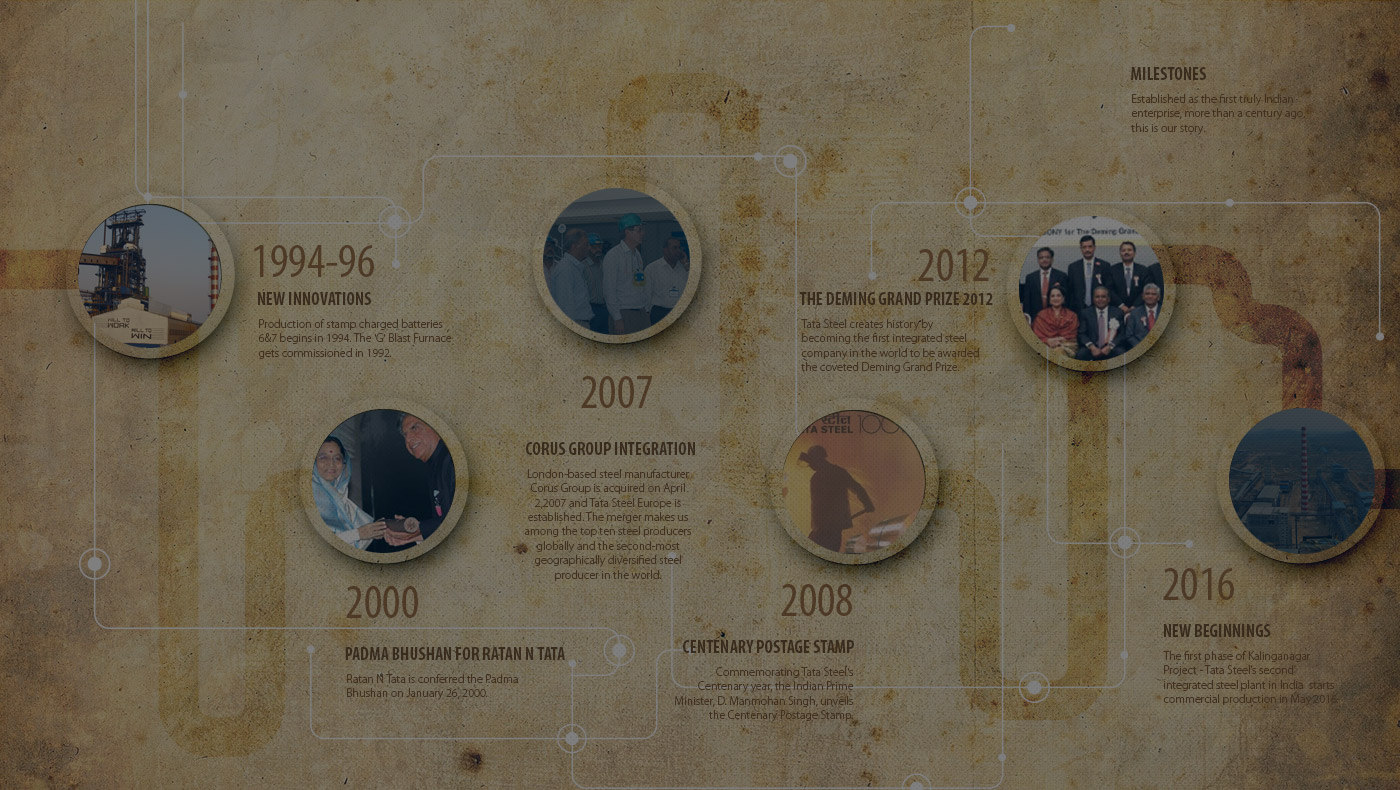 MILESTONES
Established as the first truly Indian
enterprise, more than a century ago,
this is our story.
WILL TO
WORK
WILL TO
WIN
1994-96
NEW INNOVATIONS
Production of stamp charged batteries
6&7 begins in 1994. The 'G' Blast Furnace
gets commissioned in 1992.
2000
PADMA BHUSHAN FOR RATAN N TATA
Ratan N Tata is conferred the Padma
Bhushan on January 26, 2000.
2007
CORUS GROUP INTEGRATION
London-based steel manufacturer
Corus Group is acquired on April
2,2007 and Tata Steel Europe is
established. The merger makes us
among the top ten steel producers
globally and the second-most
geographically diversified steel
producer in the world.
TA STEEL 100
2008
CENTENARY POSTAGE STAMP
Commemorating Tata Steel's
Centenary year, the Indian Prime
Minister, D. Manmohan Singh, unveils
the Centenary Postage Stamp.
ONY for The Deming Gran
2012
THE DEMING GRAND PRIZE 2012
Tata Steel creates history by
becoming the first integrated steel
company in the world to be awarded
the coveted Deming Grand Prize.
2016
NEW BEGINNINGS
The first phase of Kalinganagar
Project - Tata Steel's second
integrated steel plant in India starts
commercial production in May 2016.